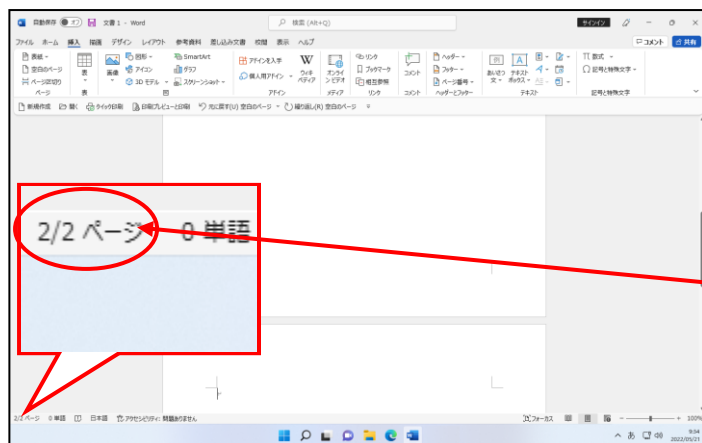 自動保存 オフ 文書 1 - Word 検索 (Alt+Q) サインイン
ファイル ホーム 挿入 描画 デザイン レイアウト 参考資料 差し込み文書 校閲 表示 ヘルプ コメント 共有
表紙
空白のページ
ページ区切り
ページ
表
表
画像
図形
アイコン
3D モデル
SmartArt
グラフ
スクリーンショット
図
アドインを入手
個人用アドイン
アドイン
ウィキ
ペディア
オンライ
ン ビデオ
メディア
リンク
ブックマーク
相互参照
リンク
コメント
コメント
ヘッダー
フッター
ページ番号
ヘッダーとフッター
あいさつ
文
テキスト
ボックス
テキスト
数式
記号と特殊文字
記号と特殊文字
新規作成 開く クイック印刷 印刷プレビューと印刷 元に戻す(U) 空白のページ 繰り返し(R) 空白のページ
2/2 ページ 0 単語
2/2 ページ 0 単語 日本語 アクセシビリティ: 問題ありません フォーカス 100%
あ 9:04
2022/05/21